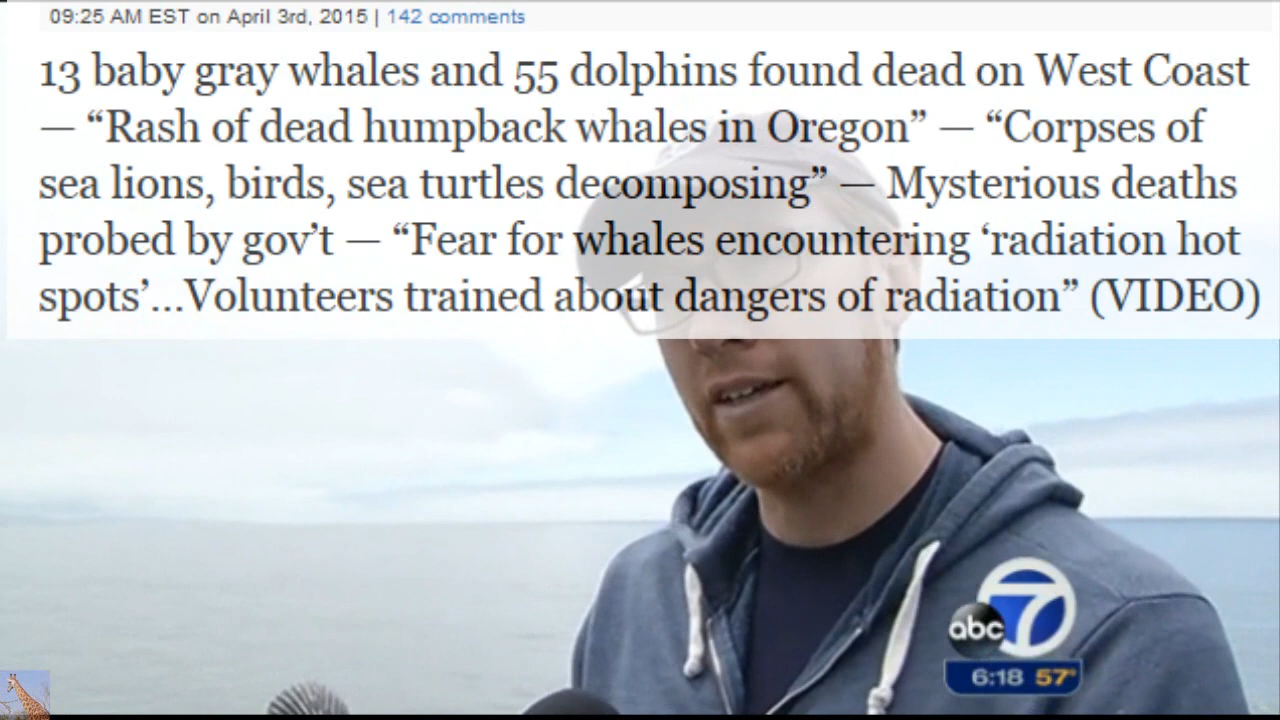 09:25 AM EST on April 3rd, 2015 | 142 comments
13 baby gray whales and 55 dolphins found dead on West Coast
— “Rash of dead humpback whales in Oregon” — “Corpses of
sea lions, birds, sea turtles decomposing” — Mysterious deaths
probed by gov’t — “Fear for whales encountering ‘radiation hot
spots’...Volunteers trained about dangers of radiation” (VIDEO)
abc 7
6:18 57°